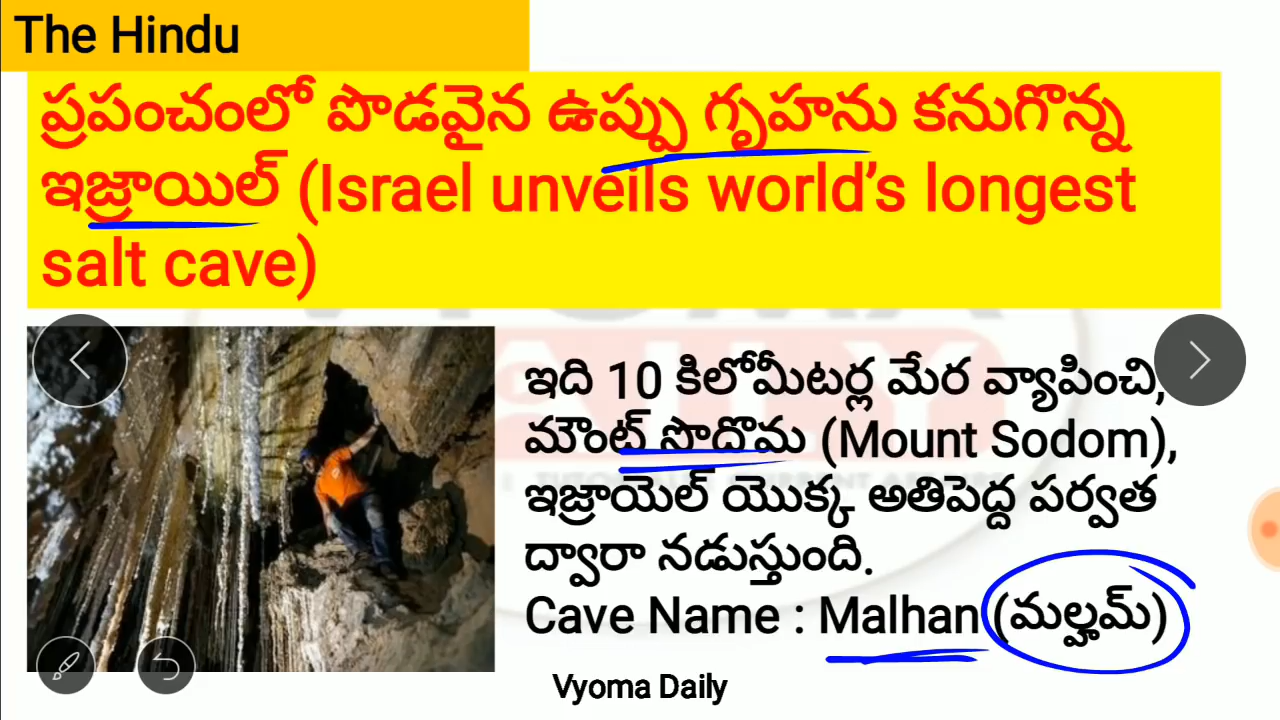 The Hindu
ప్రపంచంలో పొడవైన ఉప్పు గృహను కనుగొన్న
ఇజ్రాయిల్ (Israel unveils world’s longest
salt cave)
ఇది 10 కిలోమీటర్ల మేర వ్యాపించి,
మౌంట్ సొదొమ (Mount Sodom),
ఇజ్రాయెల్ యొక్క అతిపెద్ద పర్వత
ద్వారా నడుస్తుంది.
Cave Name : Malhan (మల్హమ్)
Vyoma Daily